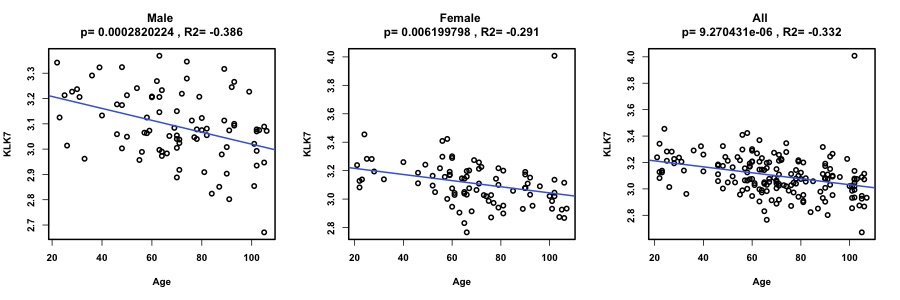 Male
p= 0.0002820224 , R2= -0.386
KLK7
3.3
3.2
3.1
3.0
2.9
2.8
2.7
20 40 60 80 100
Age
Female
p= 0.006199798 , R2= -0.291
KLK7
4.0
3.8
3.6
3.4
3.2
3.0
2.8
20 40 60 80 100
Age
All
p= 9.270431e-06 , R2= -0.332
KLK7
4.0
3.8
3.6
3.4
3.2
3.0
2.8
20 40 60 80 100
Age